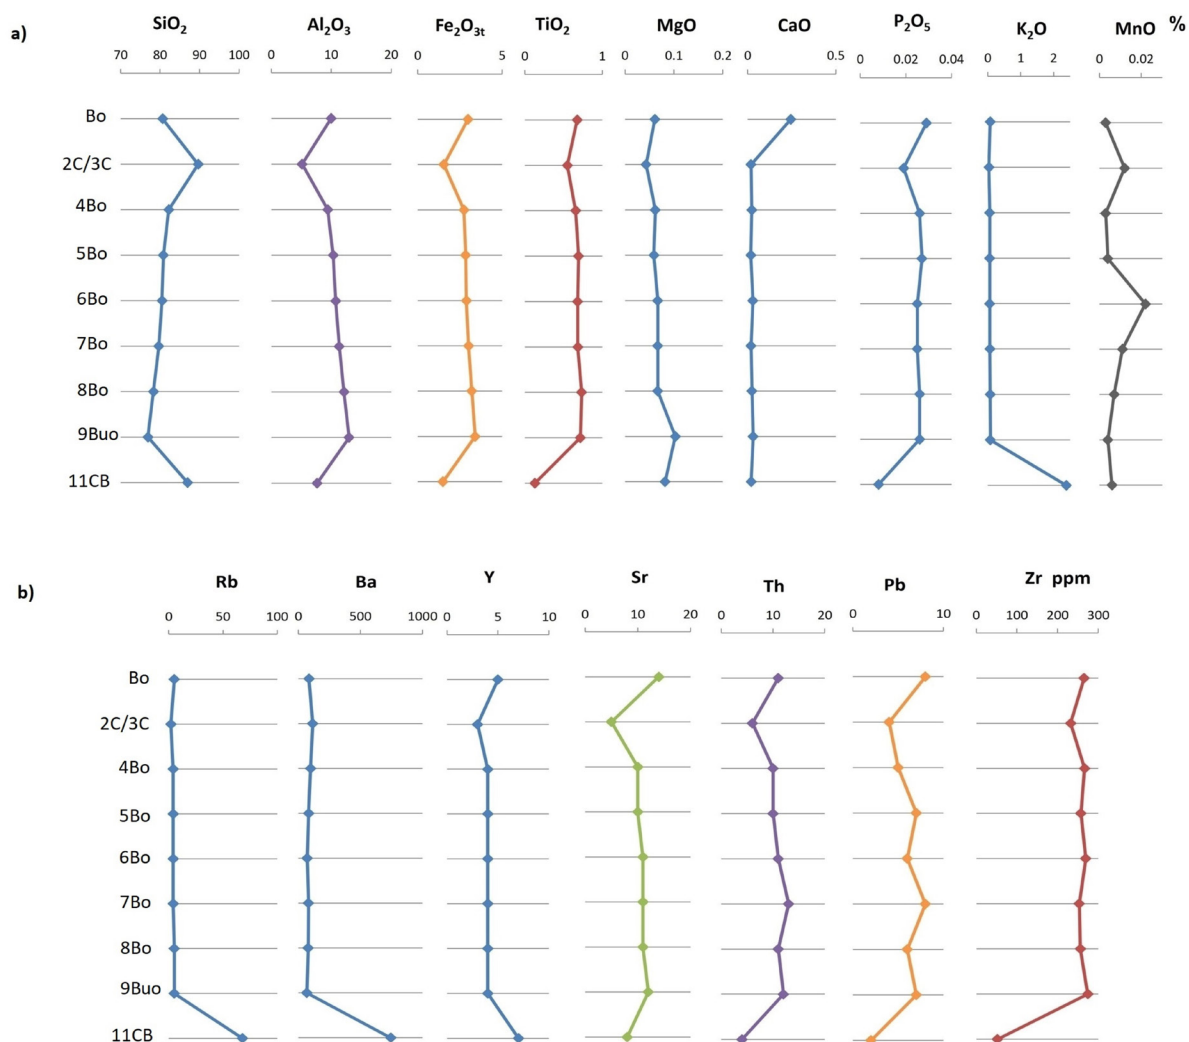 a)
SiO₂ Al₂O₃ Fe₂O₃ₜ TiO₂ MgO CaO P₂O₅ K₂O MnO %
70 80 90 100 0 10 20 0 5 0 1 0 0.1 0.2 0 0.5 0 0.02 0.04 0 1 2 0 0.02
Bo
2C/3C
4Bo
5Bo
6Bo
7Bo
8Bo
9Buo
11CB
b)
Rb Ba Y Sr Th Pb Zr ppm
0 50 100 0 500 1000 0 5 10 0 10 20 0 10 20 0 10 0 100 200 300
Bo
2C/3C
4Bo
5Bo
6Bo
7Bo
8Bo
9Buo
11CB